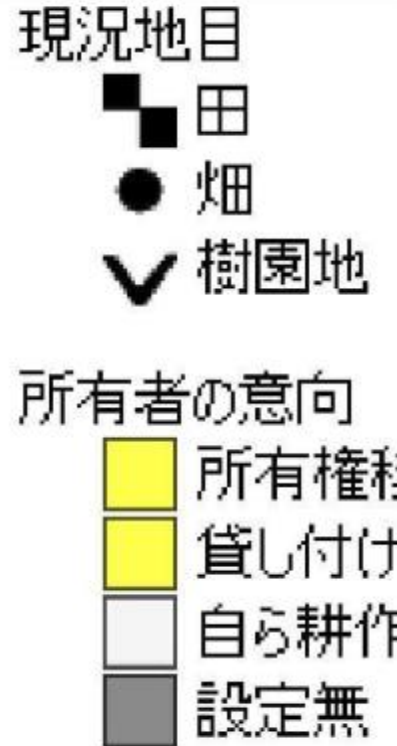 現況地目
田
畑
樹園地
所有者の意向
所有権移
貸し付け
自ら耕作
設定無